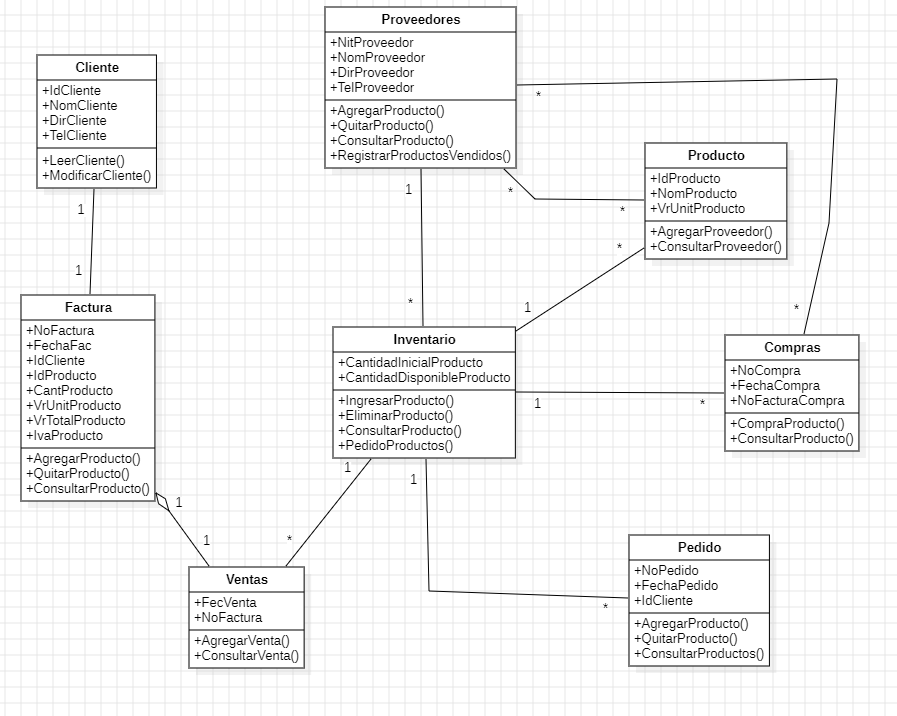 Proveedores
+NitProveedor
+NomProveedor
+DirProveedor
+TelProveedor
+AgregarProducto()
+QuitarProducto()
+ConsultarProducto()
+RegistrarProductosVendidos()
Cliente
+IdCliente
+NomCliente
+DirCliente
+TelCliente
+LeerCliente()
+ModificarCliente()
Producto
+IdProducto
+NomProducto
+VrUnitProducto
+AgregarProveedor()
+ConsultarProveedor()
*
*
*
1
1
1
*
*
1
*
Factura
+NoFactura
+FechaFac
+IdCliente
+IdProducto
+CantProducto
+VrUnitProducto
+VrTotalProducto
+IvaProducto
+AgregarProducto()
+QuitarProducto()
+ConsultarProducto()
Inventario
+CantidadInicialProducto
+CantidadDisponibleProducto
+IngresarProducto()
+EliminarProducto()
+ConsultarProducto()
+PedidoProductos()
Compras
+NoCompra
+FechaCompra
+NoFacturaCompra
+CompraProducto()
+ConsultarProducto()
1
*
1
1
1
1
*
*
Ventas
+FecVenta
+NoFactura
+AgregarVenta()
+ConsultarVenta()
Pedido
+NoPedido
+FechaPedido
+IdCliente
+AgregarProducto()
+QuitarProducto()
+ConsultarProductos()